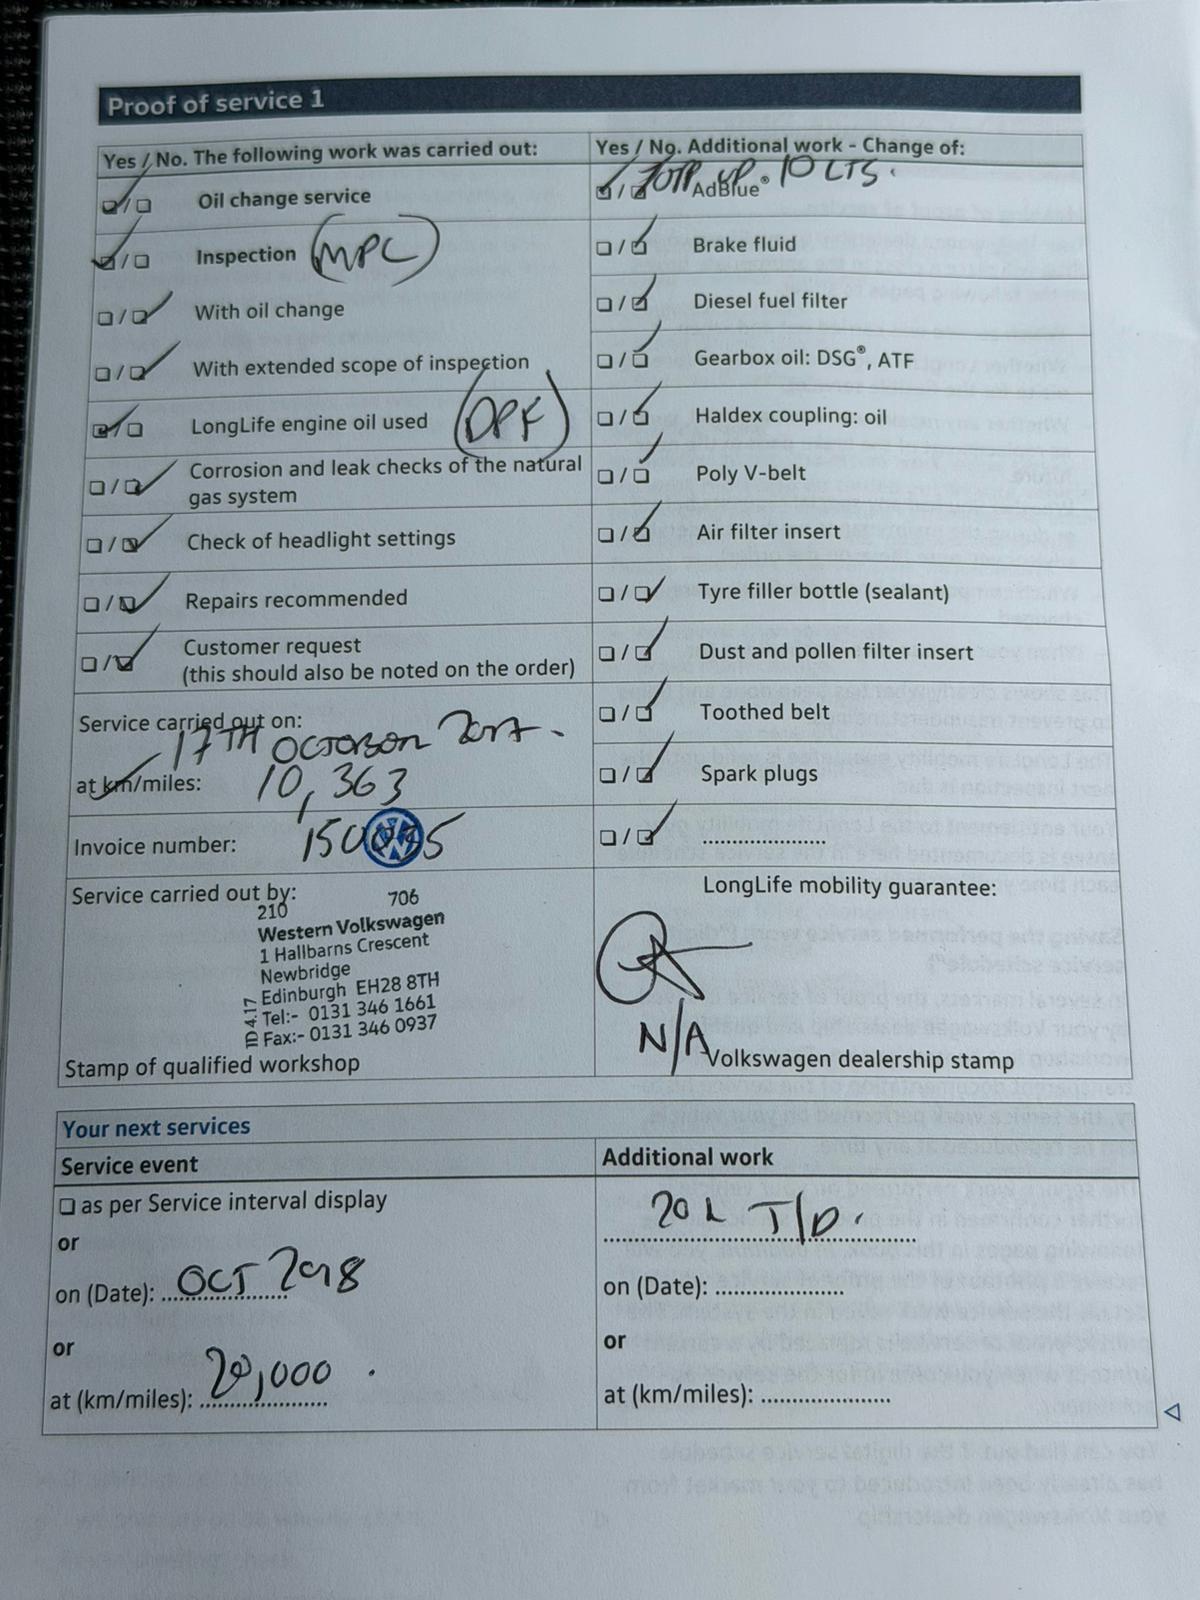 Proof of service 1
Yes / No. The following work was carried out:
☑/☐ Oil change service
☑/☐ Inspection (MPC)
☐/☑ With oil change
☐/☑ With extended scope of inspection
☑/☐ LongLife engine oil used (DPF)
☐/☑ Corrosion and leak checks of the natural
gas system
☐/☑ Check of headlight settings
☐/☑ Repairs recommended
☐/☑ Customer request
(this should also be noted on the order)
Service carried out on:
17TH OCTOBER 2017.
at km/miles: 10,363
Invoice number:
Service carried out by:
210 706
Western Volkswagen
1 Hallbarns Crescent
Newbridge
Edinburgh EH28 8TH
Tel:- 0131 346 1661
Fax:- 0131 346 0937
ID 4.17
Stamp of qualified workshop
Yes / No. Additional work - Change of:
TOP UP. 10 LTS.
☑/☐ AdBlue®
☐/☑ Brake fluid
☐/☑ Diesel fuel filter
☐/☑ Gearbox oil: DSG®, ATF
☐/☑ Haldex coupling: oil
☐/☑ Poly V-belt
☐/☑ Air filter insert
☐/☑ Tyre filler bottle (sealant)
☐/☑ Dust and pollen filter insert
☐/☑ Toothed belt
☐/☑ Spark plugs
☐/☑ ....................
LongLife mobility guarantee:
N/A
Volkswagen dealership stamp
Your next services
Service event
☐ as per Service interval display
or
on (Date): OCT 2018
or
at (km/miles): 20,000.
Additional work
20L T/D.
on (Date): ....................
or
at (km/miles): ....................